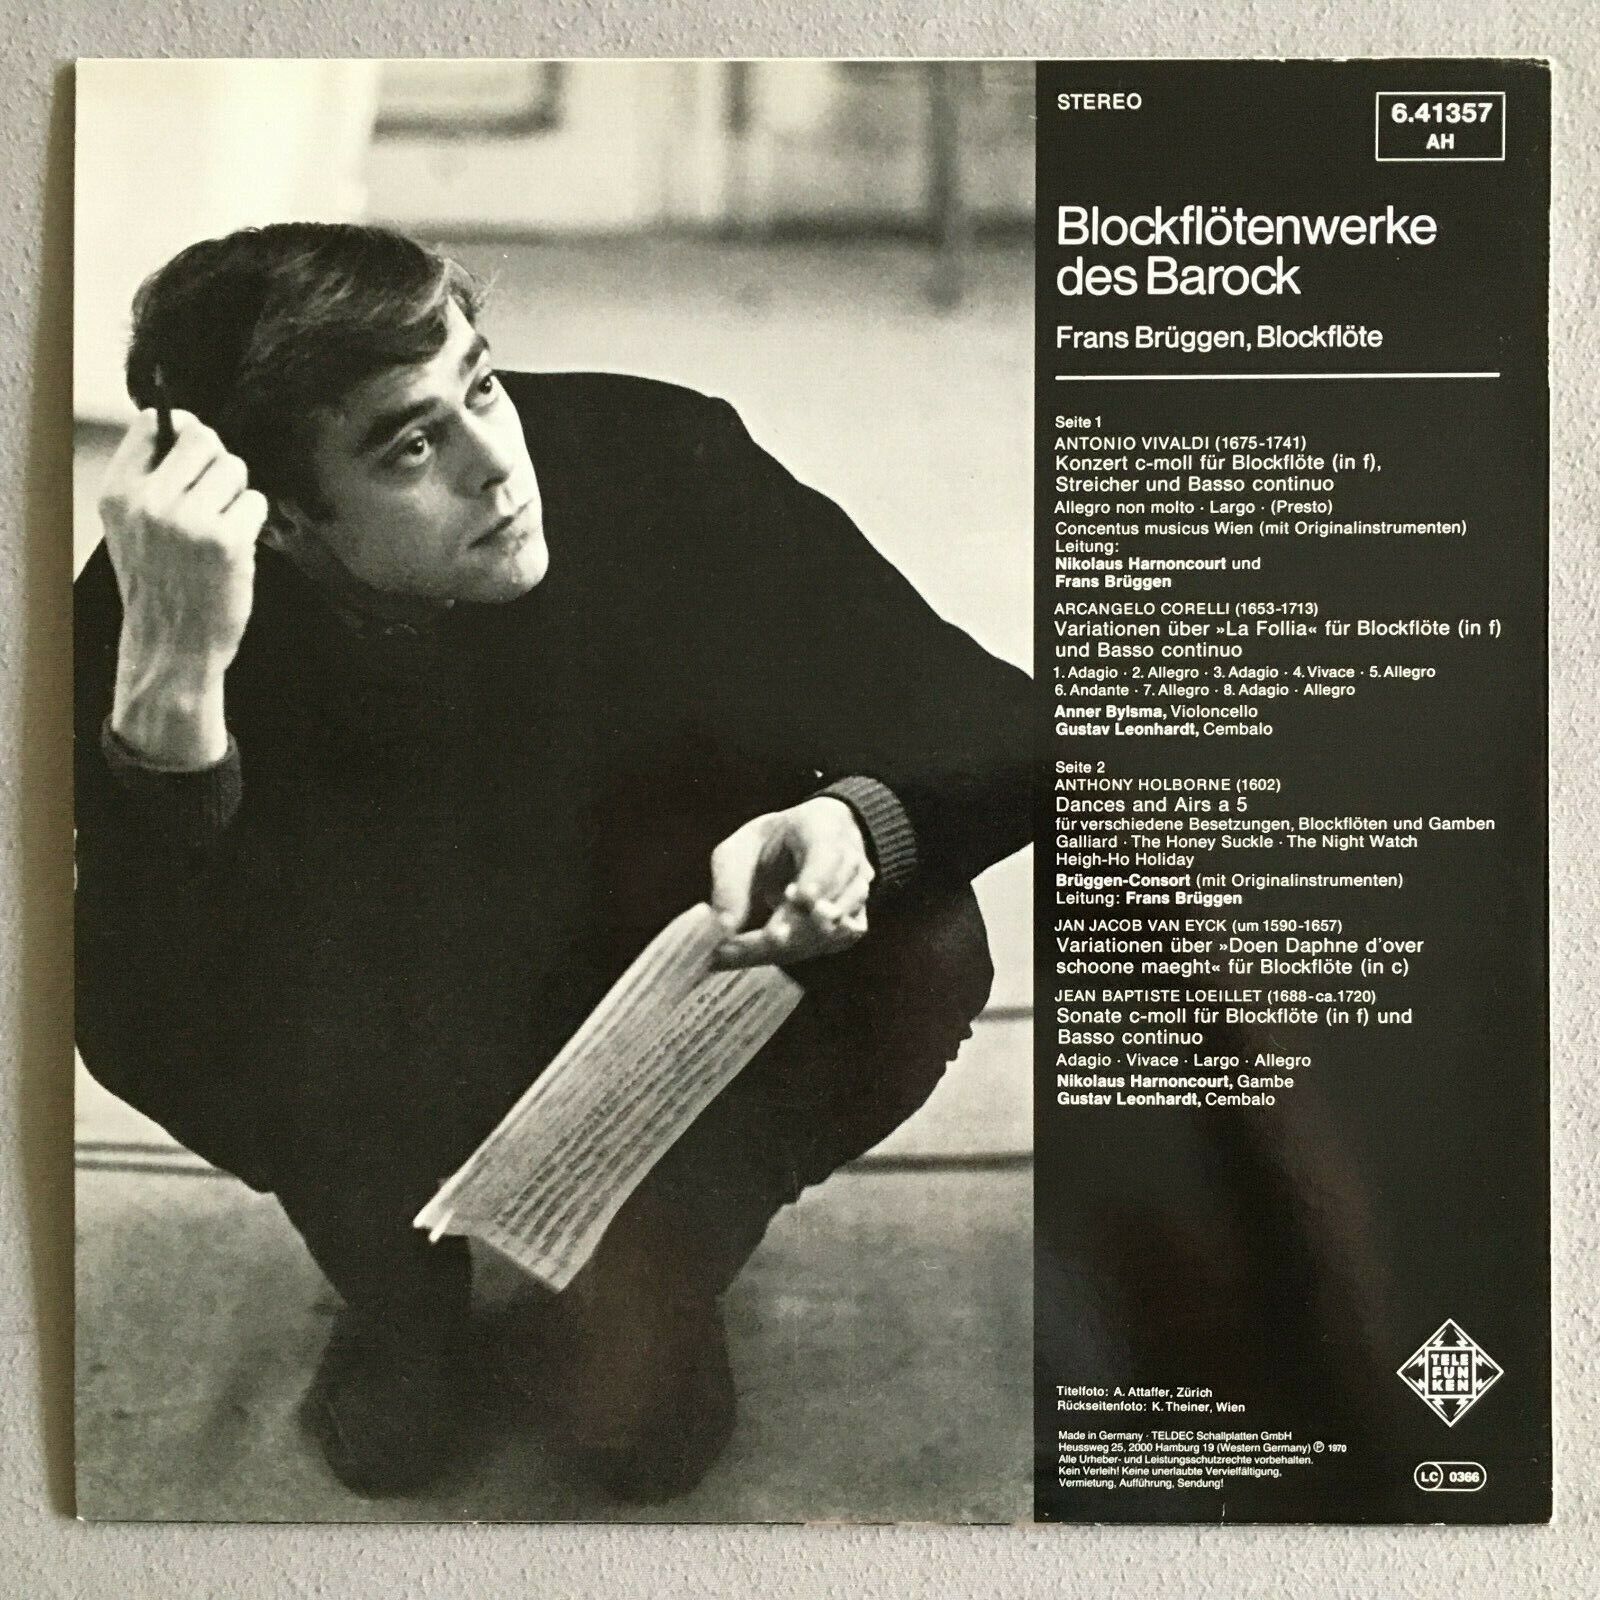 STEREO
6.41357
AH
Blockflötenwerke
des Barock
Frans Brüggen, Blockflöte
Seite 1
ANTONIO VIVALDI (1675-1741)
Konzert c-moll für Blockflöte (in f),
Streicher und Basso continuo
Allegro non molto · Largo · (Presto)
Concentus musicus Wien (mit Originalinstrumenten)
Leitung:
Nikolaus Harnoncourt und
Frans Brüggen
ARCANGELO CORELLI (1653-1713)
Variationen über »La Follia« für Blockflöte (in f)
und Basso continuo
1. Adagio · 2. Allegro · 3. Adagio · 4. Vivace · 5. Allegro
6. Andante · 7. Allegro · 8. Adagio · Allegro
Anner Bylsma, Violoncello
Gustav Leonhardt, Cembalo
Seite 2
ANTHONY HOLBORNE (1602)
Dances and Airs a 5
für verschiedene Besetzungen, Blockflöten und Gamben
Galliard · The Honey Suckle · The Night Watch
Heigh-Ho Holiday
Brüggen-Consort (mit Originalinstrumenten)
Leitung: Frans Brüggen
JAN JACOB VAN EYCK (um 1590-1657)
Variationen über »Doen Daphne d'over
schoone maeght« für Blockflöte (in c)
JEAN BAPTISTE LOEILLET (1688-ca.1720)
Sonate c-moll für Blockflöte (in f) und
Basso continuo
Adagio · Vivace · Largo · Allegro
Nikolaus Harnoncourt, Gambe
Gustav Leonhardt, Cembalo
TELE
FUN
KEN
Titelfoto: A. Attaffer, Zürich
Rückseitenfoto: K. Theiner, Wien
Made in Germany · TELDEC Schallplatten GmbH
Heussweg 25, 2000 Hamburg 19 (Western Germany) ℗ 1970
Alle Urheber- und Leistungsschutzrechte vorbehalten.
Kein Verleih! Keine unerlaubte Vervielfältigung,
Vermietung, Aufführung, Sendung!
LC 0366